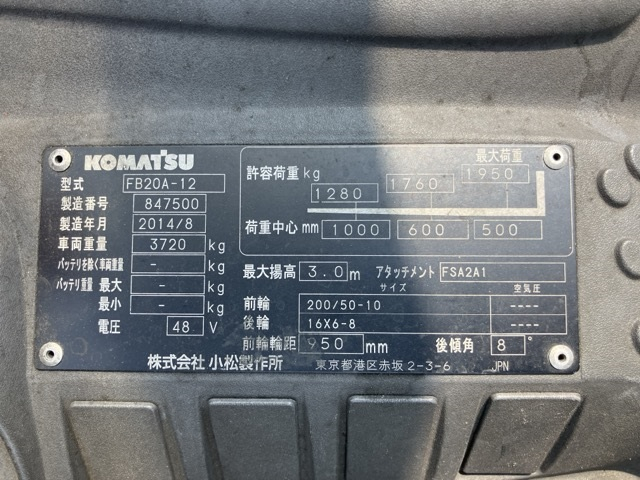 KOMATSU
型式 FB20A-12
製造番号 847500
製造年月 2014/8
車両重量 3720 kg
バッテリを除く車両重量 - kg
バッテリ重量 最大 - kg
最小 - kg
電圧 48 V
最大荷重
許容荷重 kg 1280 1760 1950
荷重中心 mm 1000 600 500
最大揚高 3.0 m アタッチメント FSA2A1
サイズ 空気圧
前輪 200/50-10 ----
後輪 16X6-8 ----
前輪輪距 950 mm 後傾角 8°
株式会社 小松製作所 東京都港区赤坂2-3-6 JPN